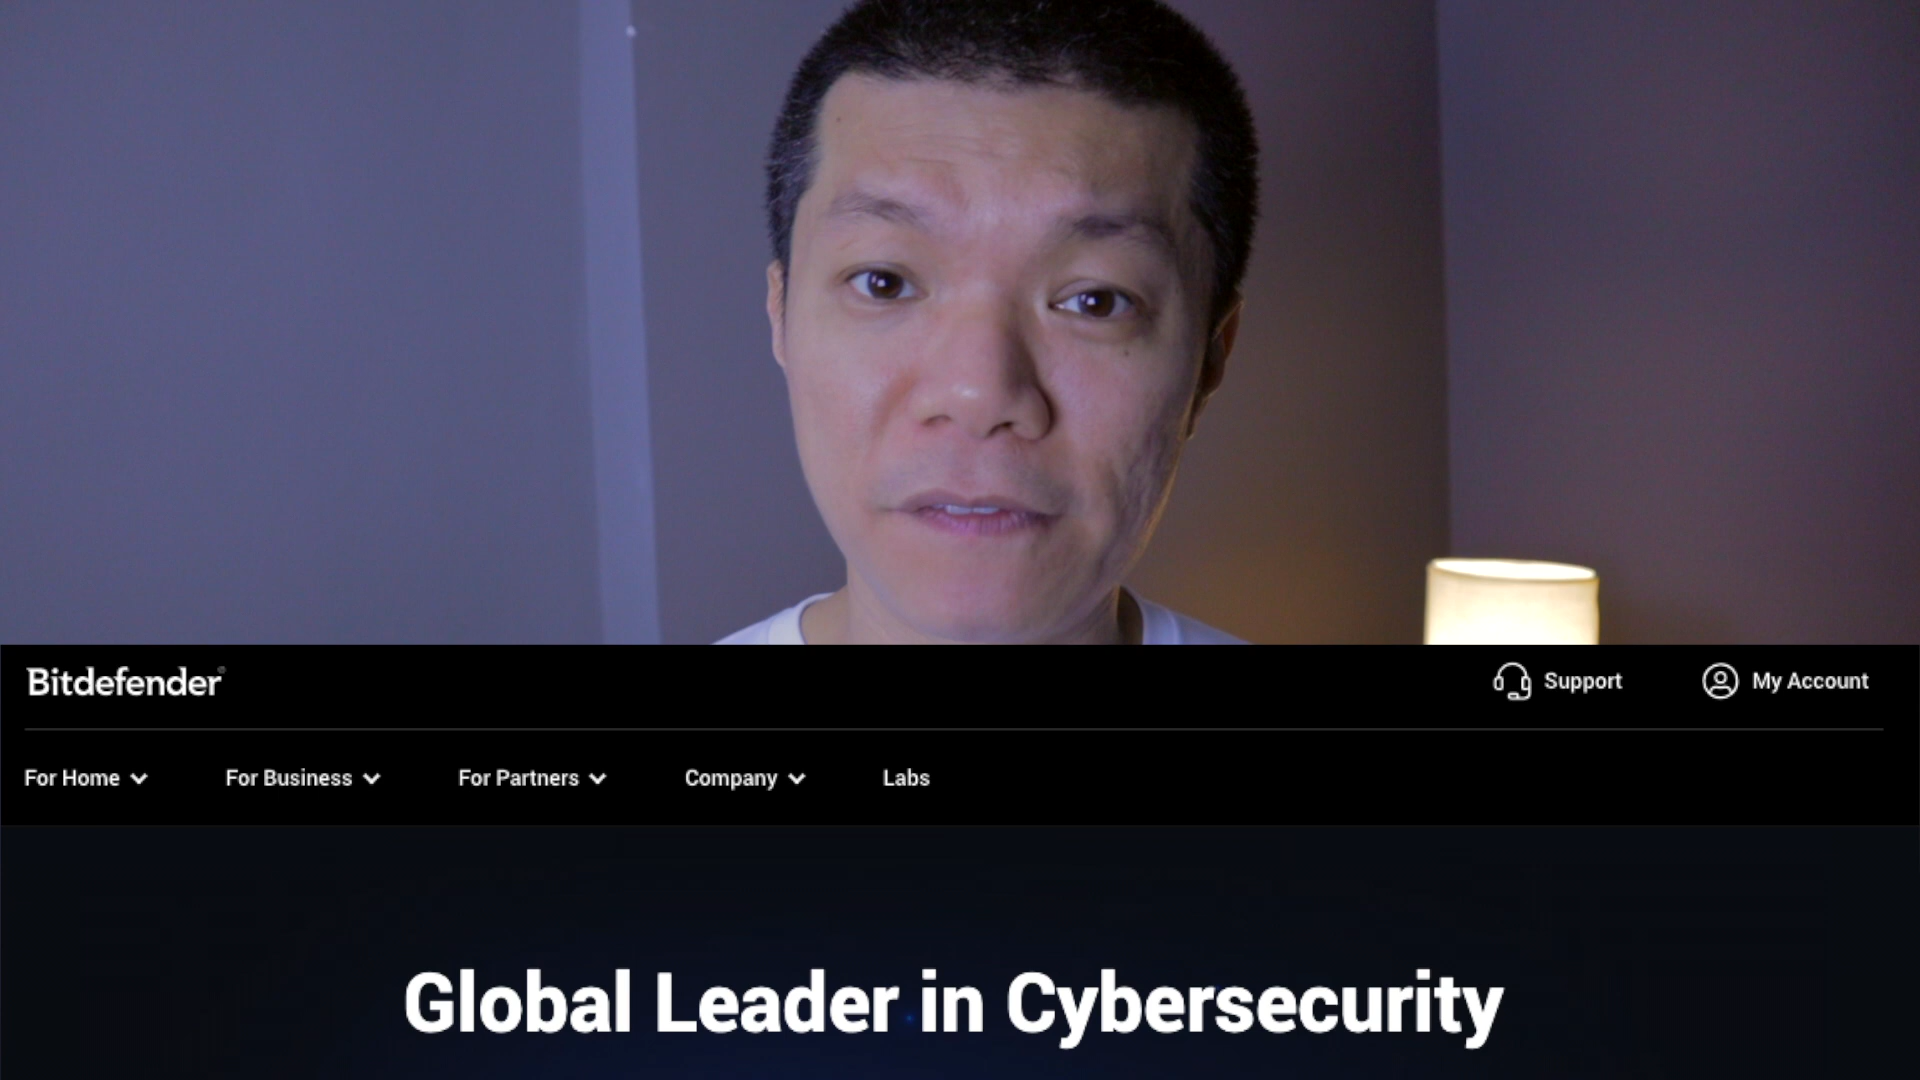 Bitdefender®
Support
My Account
For Home
For Business
For Partners
Company
Labs
Global Leader in Cybersecurity